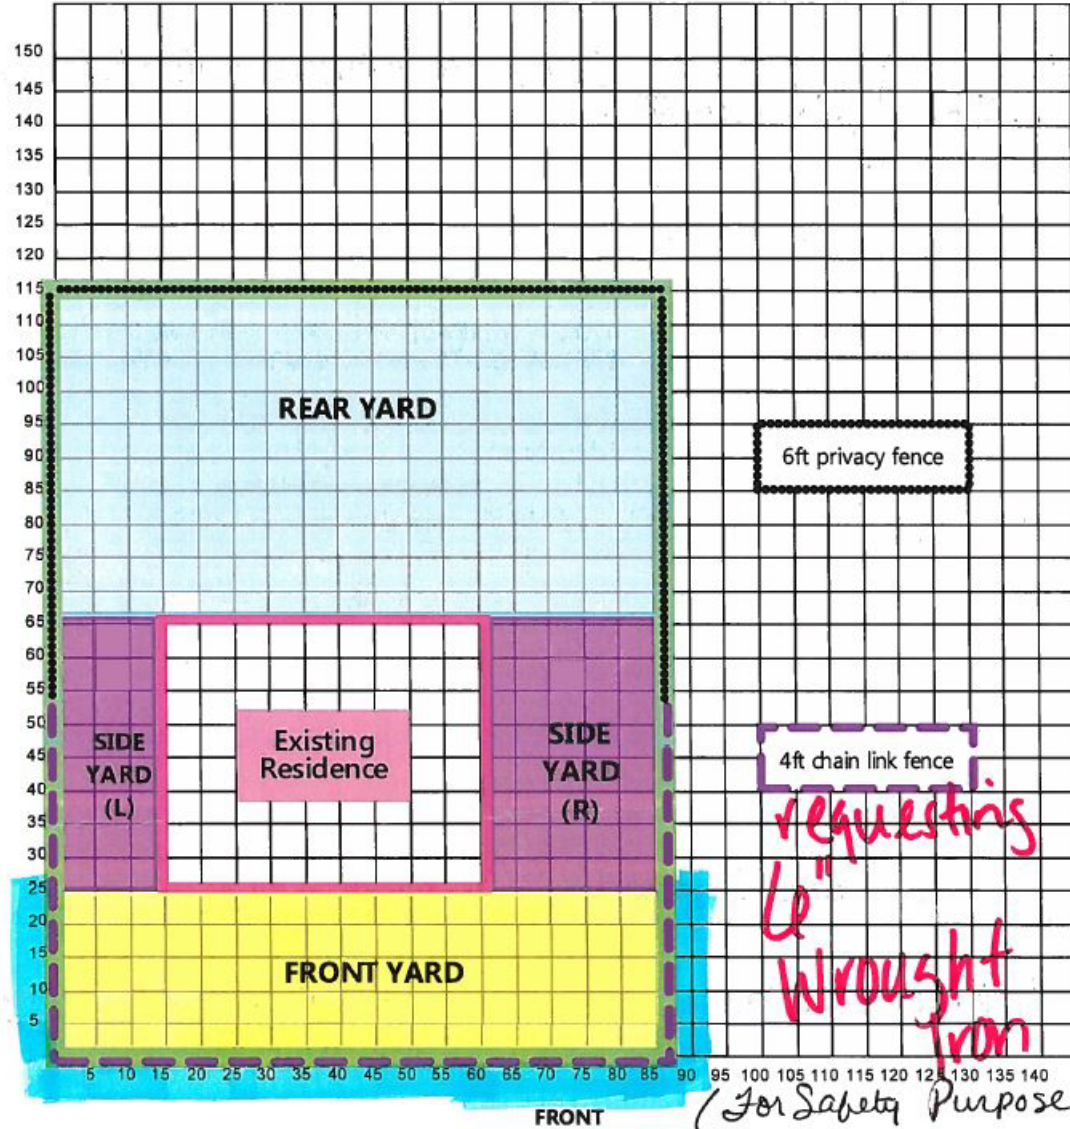 150
145
140
135
130
125
120
115
110
105
100
95
90
85
80
75
70
65
60
55
50
45
40
35
30
25
20
15
10
5
REAR YARD
6ft privacy fence
SIDE
YARD
(L)
Existing
Residence
SIDE
YARD
(R)
4ft chain link fence
requesting
6"
Wrought
Iron
FRONT YARD
5 10 15 20 25 30 35 40 45 50 55 60 65 70 75 80 85 90 95 100 105 110 115 120 125 130 135 140
FRONT
(For Safety Purpose